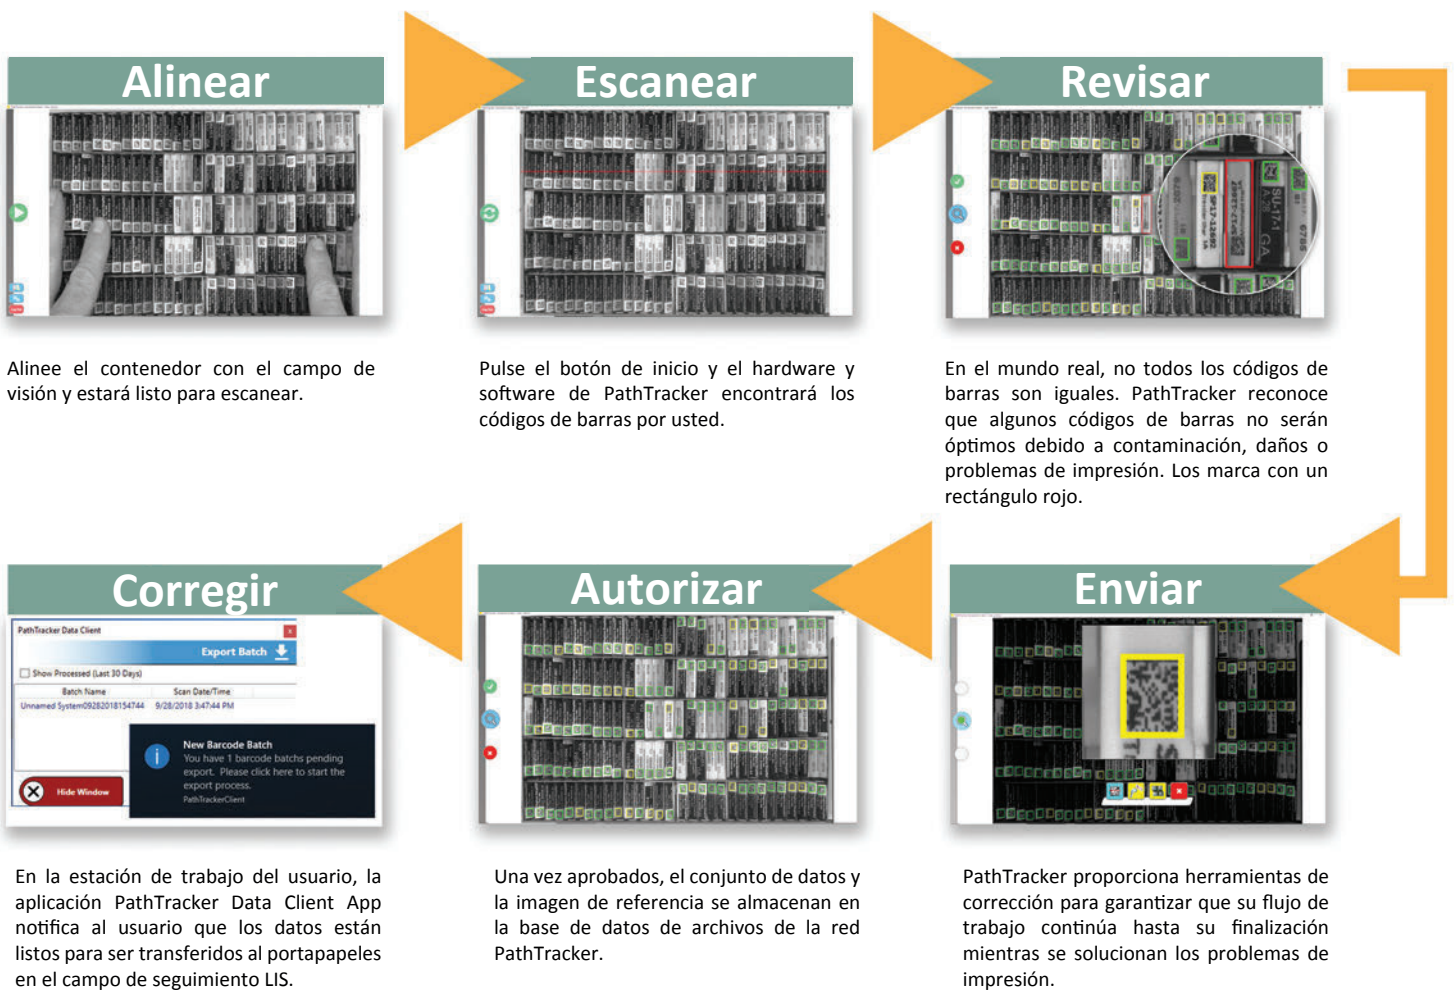 Alinear
Escanear
Revisar
SP17-12692
SU-17-1
GA
Alinee el contenedor con el campo de
visión y estará listo para escanear.
Pulse el botón de inicio y el hardware y
software de PathTracker encontrará los
códigos de barras por usted.
En el mundo real, no todos los códigos de
barras son iguales. PathTracker reconoce
que algunos códigos de barras no serán
óptimos debido a contaminación, daños o
problemas de impresión. Los marca con un
rectángulo rojo.
Corregir
Autorizar
Enviar
PathTracker Data Client
x
Export Batch
Show Processed (Last 30 Days)
Batch Name
Scan Date/Time
Unnamed System09282018154744
9/28/2018 3:47:44 PM
New Barcode Batch
You have 1 barcode batchs pending
export. Please click here to start the
export process.
PathTrackerClient
Hide Window
En la estación de trabajo del usuario, la
aplicación PathTracker Data Client App
notifica al usuario que los datos están
listos para ser transferidos al portapapeles
en el campo de seguimiento LIS.
Una vez aprobados, el conjunto de datos y
la imagen de referencia se almacenan en
la base de datos de archivos de la red
PathTracker.
PathTracker proporciona herramientas de
corrección para garantizar que su flujo de
trabajo continúa hasta su finalización
mientras se solucionan los problemas de
impresión.